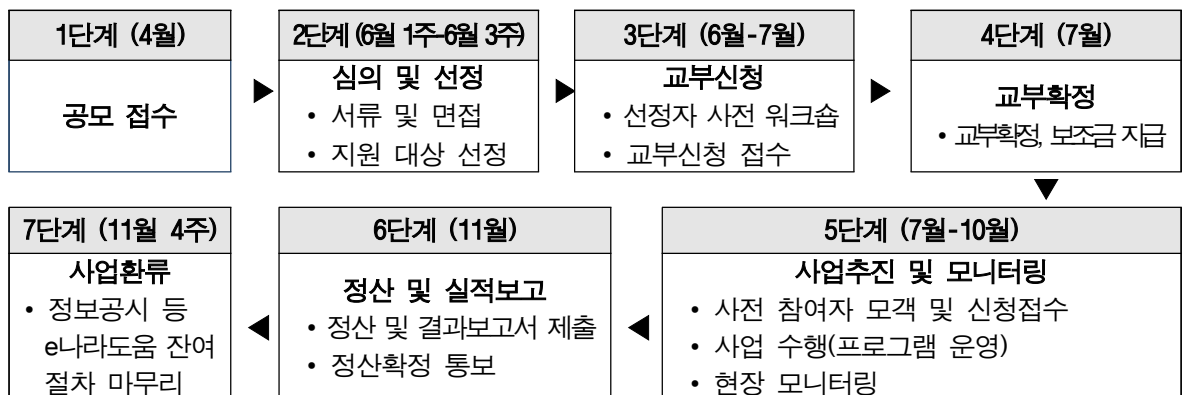 1단계 (4월)
공모 접수
2단계 (6월 1주-6월 3주)
심의 및 선정
• 서류 및 면접
• 지원 대상 선정
3단계 (6월-7월)
교부신청
• 선정자 사전 워크숍
• 교부신청 접수
4단계 (7월)
교부확정
• 교부확정, 보조금 지급
5단계 (7월-10월)
사업추진 및 모니터링
• 사전 참여자 모객 및 신청접수
• 사업 수행(프로그램 운영)
• 현장 모니터링
6단계 (11월)
정산 및 실적보고
• 정산 및 결과보고서 제출
• 정산확정 통보
7단계 (11월 4주)
사업환류
• 정보공시 등
e나라도움 잔여
절차 마무리